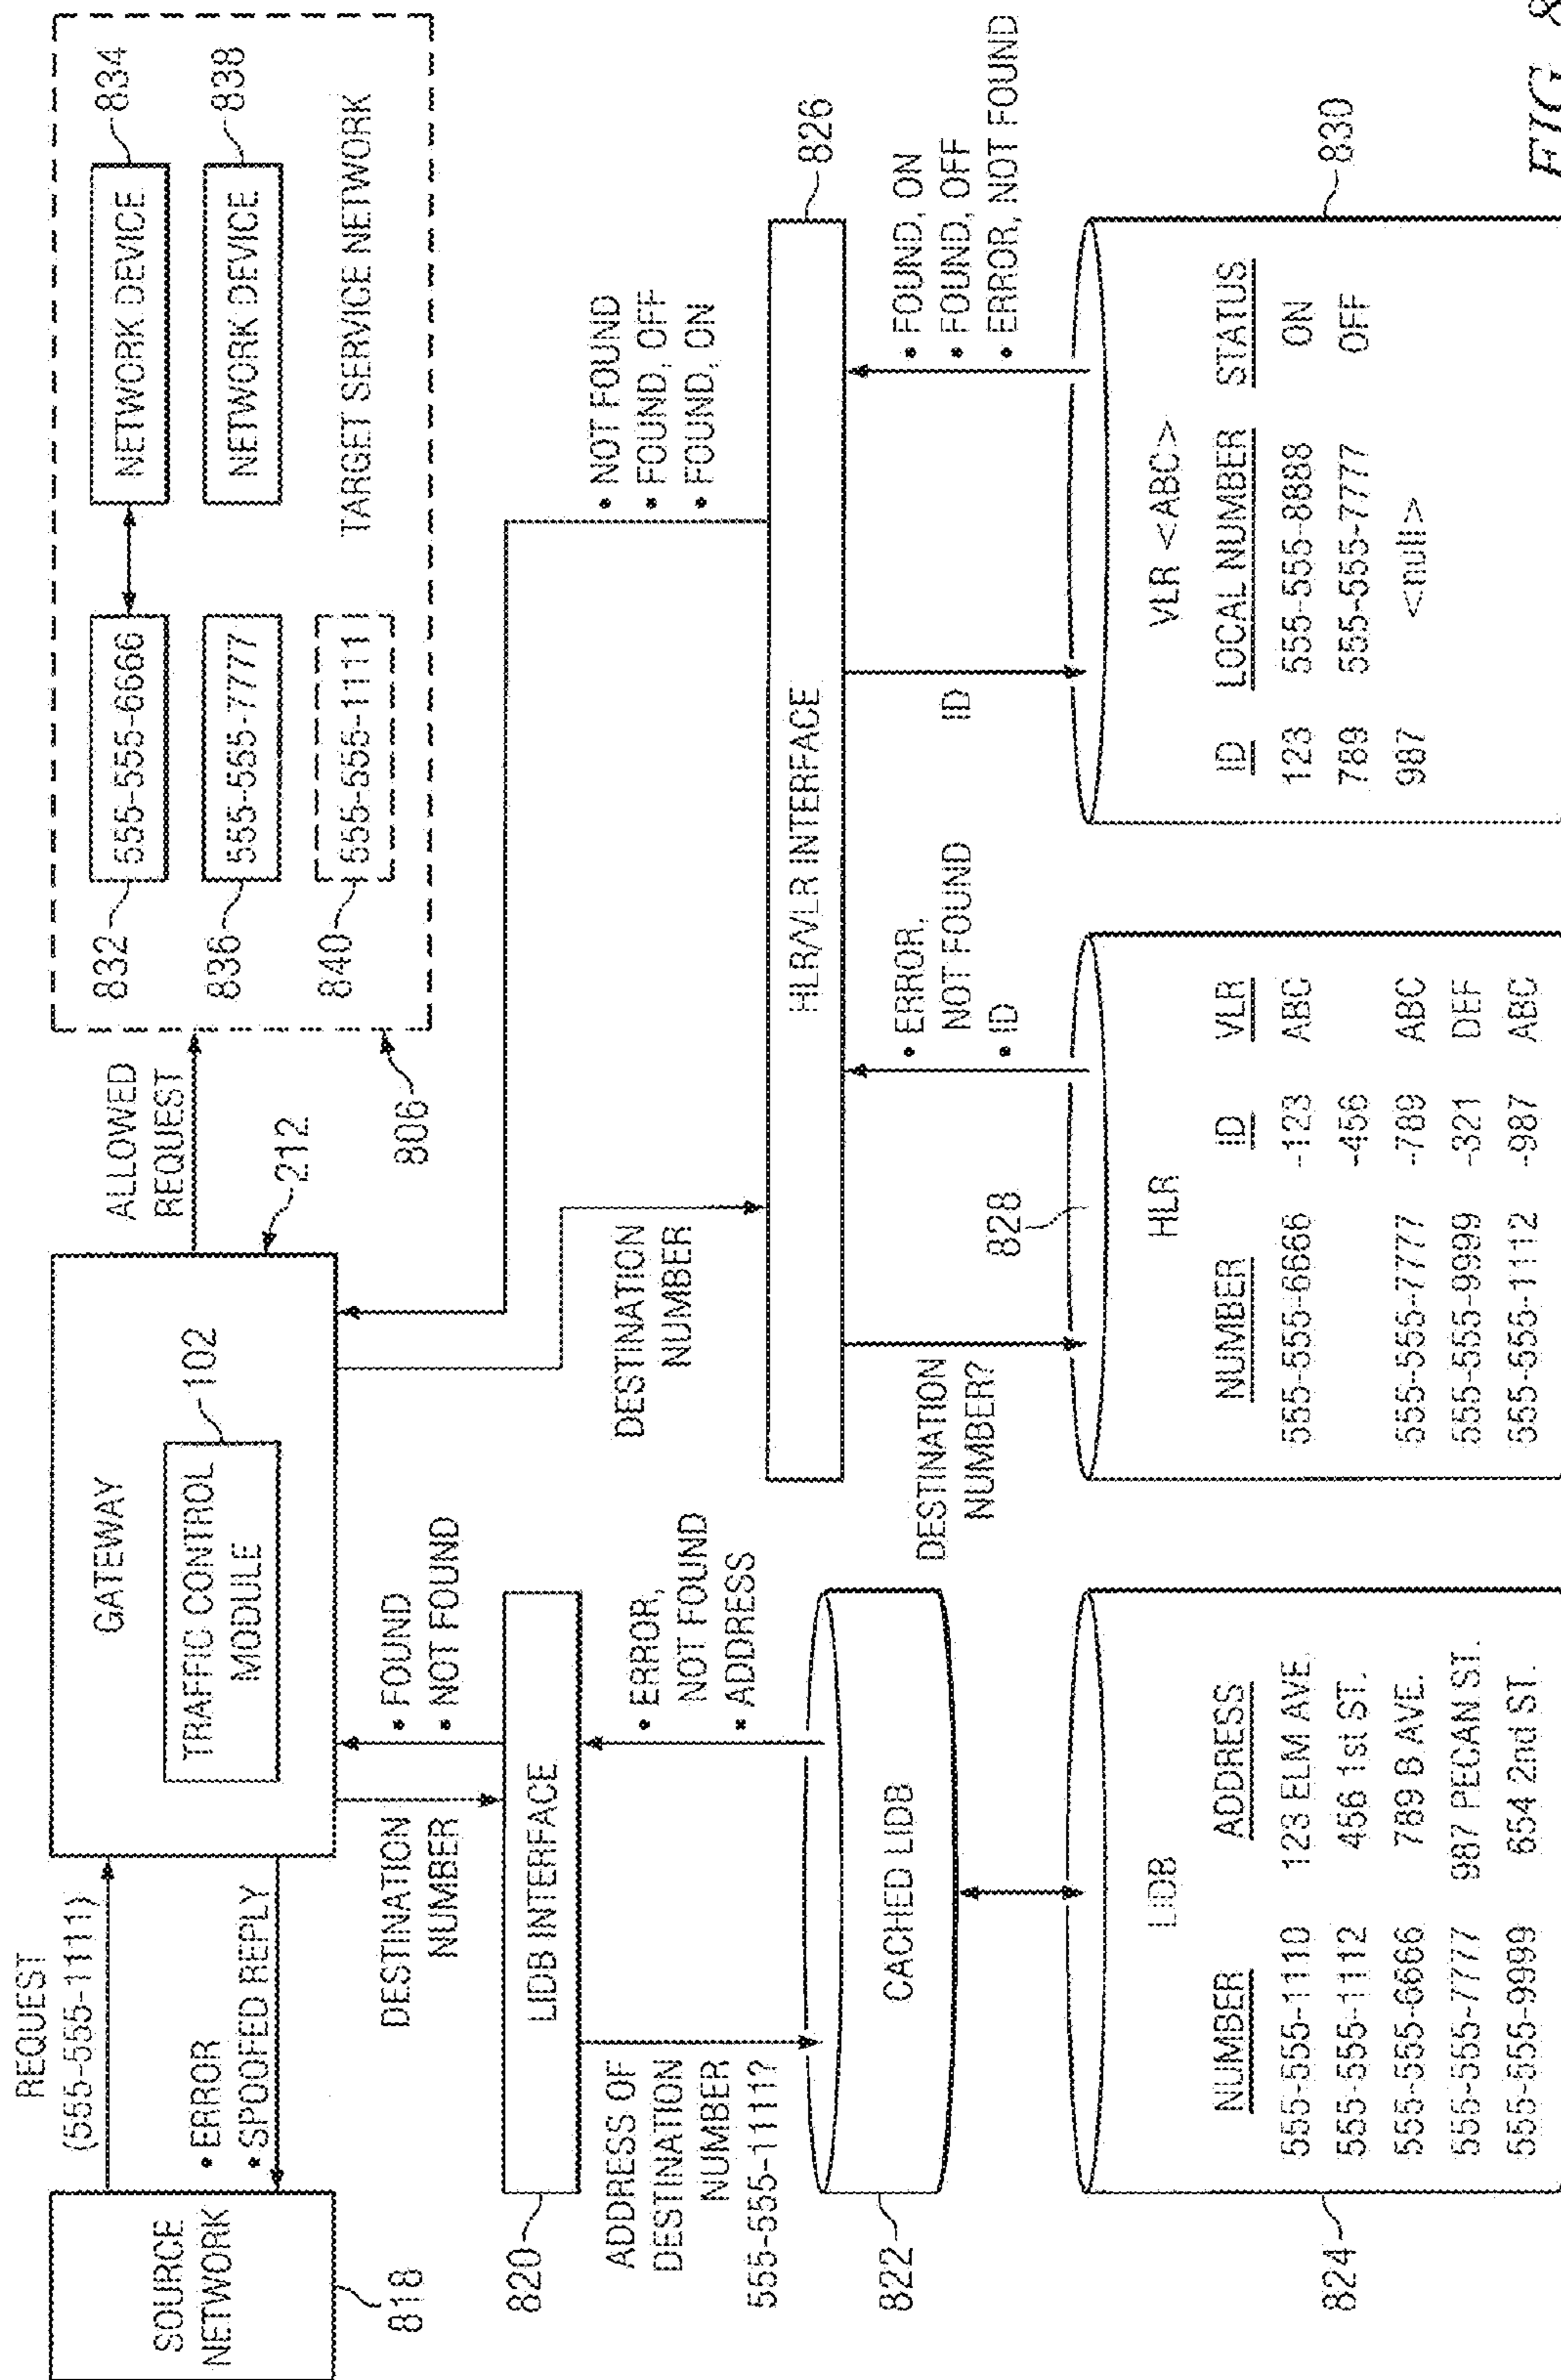 REQUEST
(555-555-1111)
SOURCE
NETWORK
818
• ERROR
• SPOOFED REPLY
GATEWAY
TRAFFIC CONTROL
MODULE
102
212
ALLOWED
REQUEST
806
832
555-555-6666
NETWORK DEVICE
834
836
555-555-7777
NETWORK DEVICE
838
840
555-555-1111
TARGET SERVICE NETWORK
DESTINATION
NUMBER
• FOUND
• NOT FOUND
820
LIDB INTERFACE
ADDRESS OF
DESTINATION
NUMBER
555-555-1111?
• ERROR,
NOT FOUND
• ADDRESS
822
CACHED LIDB
824
LIDB
NUMBER ADDRESS
555-555-1110 123 ELM AVE.
555-555-1112 456 1st ST.
555-555-6666 789 B AVE.
555-555-7777 987 PECAN ST.
555-555-9999 654 2nd ST.
DESTINATION
NUMBER
• NOT FOUND
• FOUND, OFF
• FOUND, ON
HLR/VLR INTERFACE
826
DESTINATION
NUMBER?
828
• ERROR,
NOT FOUND
• ID
HLR
NUMBER ID VLR
555-555-6666 -123 ABC
-456
555-555-7777 -789 ABC
555-555-9999 -321 DEF
555-555-1112 -987 ABC
ID
• FOUND, ON
• FOUND, OFF
• ERROR, NOT FOUND
830
VLR <ABC>
ID LOCAL NUMBER STATUS
123 555-555-8888 ON
789 555-555-7777 OFF
987 <null>
FIG. 8